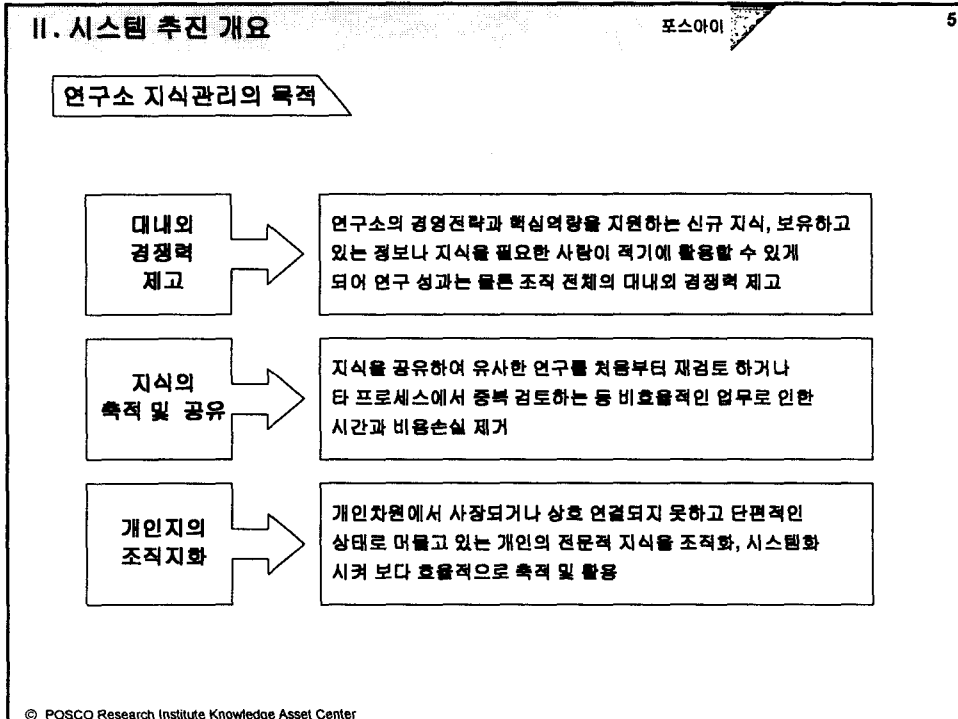 II. 시스템 추진 개요
포스아이
5
연구소 지식관리의 목적
대내외
경쟁력
제고
연구소의 경영전략과 핵심역량을 지원하는 신규 지식, 보유하고
있는 정보나 지식을 필요한 사람이 적기에 활용할 수 있게
되어 연구 성과는 물론 조직 전체의 대내외 경쟁력 제고
지식의
축적 및 공유
지식을 공유하여 유사한 연구를 처음부터 재검토 하거나
타 프로세스에서 중복 검토하는 등 비효율적인 업무로 인한
시간과 비용손실 제거
개인지의
조직지화
개인차원에서 사장되거나 상호 연결되지 못하고 단편적인
상태로 머물고 있는 개인의 전문적 지식을 조직화, 시스템화
시켜 보다 효율적으로 축적 및 활용
© POSCO Research Institute Knowledge Asset Center